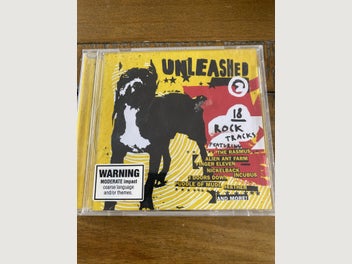 UNLEASHED
2
18
ROCK
TRACKS
FEATURING
THE RASMUS
ALIEN ANT FARM
FINGER ELEVEN
NICKELBACK
3 DOORS DOWN INCUBUS
PUDDLE OF MUDD
AND MORE!
WARNING
MODERATE impact
coarse language
and/or themes.